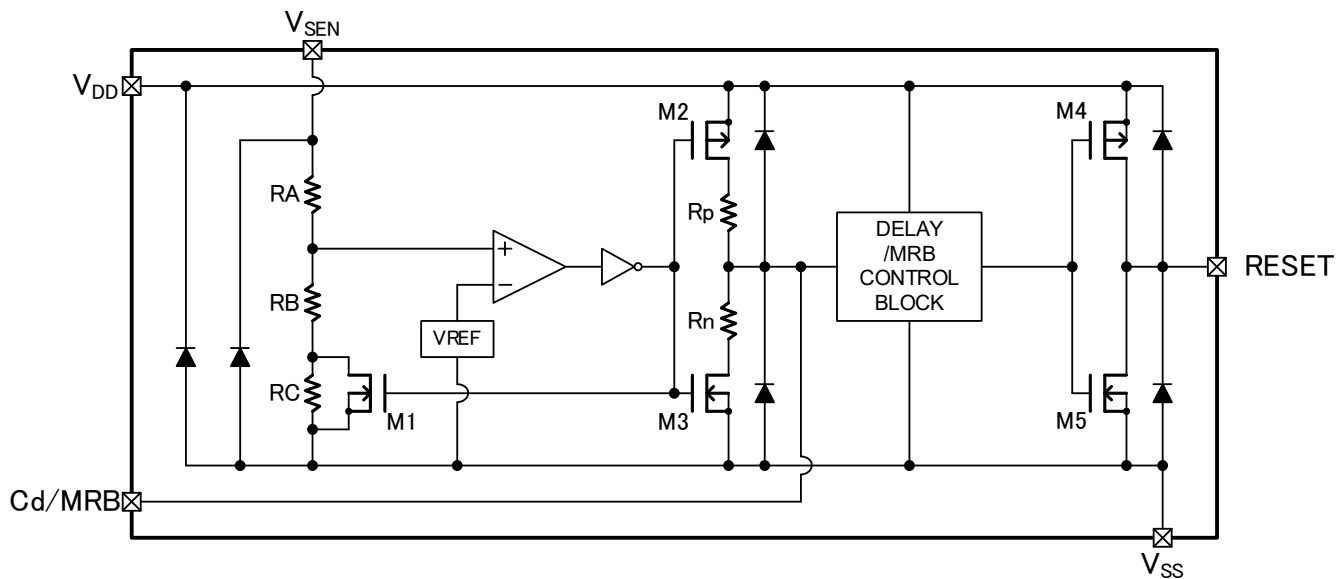 VSEN
VDD
M2
M4
RA
Rp
DELAY
/MRB
CONTROL
BLOCK
+
RESET
RB
−
Rn
VREF
RC
M1
M3
M5
Cd/MRB
VSS